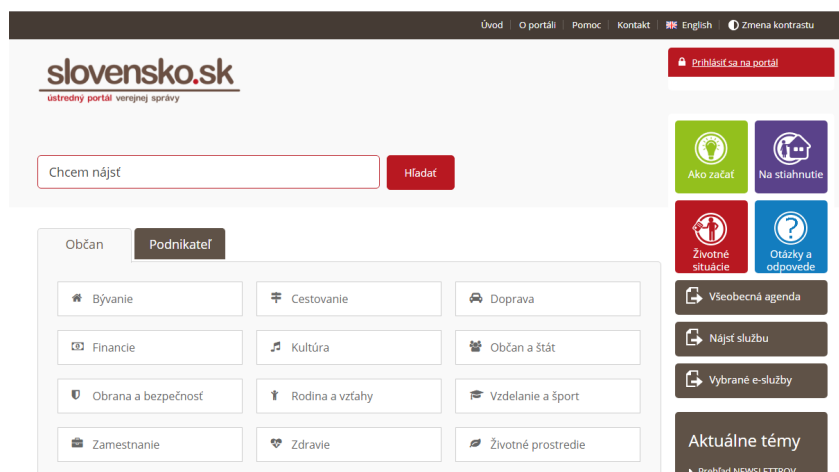 Úvod
O portáli
Pomoc
Kontakt
English
Zmena kontrastu
slovensko.sk
ústredný portál verejnej správy
Prihlásiť sa na portál
Chcem nájsť
Hľadať
Ako začať
Na stiahnutie
Životné
situácie
Otázky a
odpovede
Občan
Podnikateľ
Bývanie
Cestovanie
Doprava
Financie
Kultúra
Občan a štát
Obrana a bezpečnosť
Rodina a vzťahy
Vzdelanie a šport
Zamestnanie
Zdravie
Životné prostredie
Všeobecná agenda
Nájsť službu
Vybrané e-služby
Aktuálne témy
Prehľad NEWSLETTROV